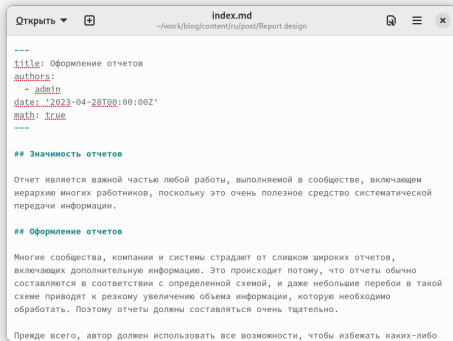 Открыть
index.md
~/work/blog/content/ru/post/Report design
---
title: Оформление отчетов
authors:
- admin
date: '2023-04-28T00:00:00Z'
math: true
---
## Значимость отчетов
Отчет является важной частью любой работы, выполняемой в сообществе, включающем
иерархию многих работников, поскольку это очень полезное средство систематической
передачи информации.
## Оформление отчетов
Многие сообщества, компании и системы страдают от слишком широких отчетов,
включающих дополнительную информацию. Это происходит потому, что отчеты обычно
составляются в соответствии с определенной схемой, и даже небольшие перебои в такой
схеме приводят к резкому увеличению объема информации, которую необходимо
обработать. Поэтому отчеты должны составляться очень тщательно.
Прежде всего, автор должен использовать все возможности, чтобы избежать каких-либо